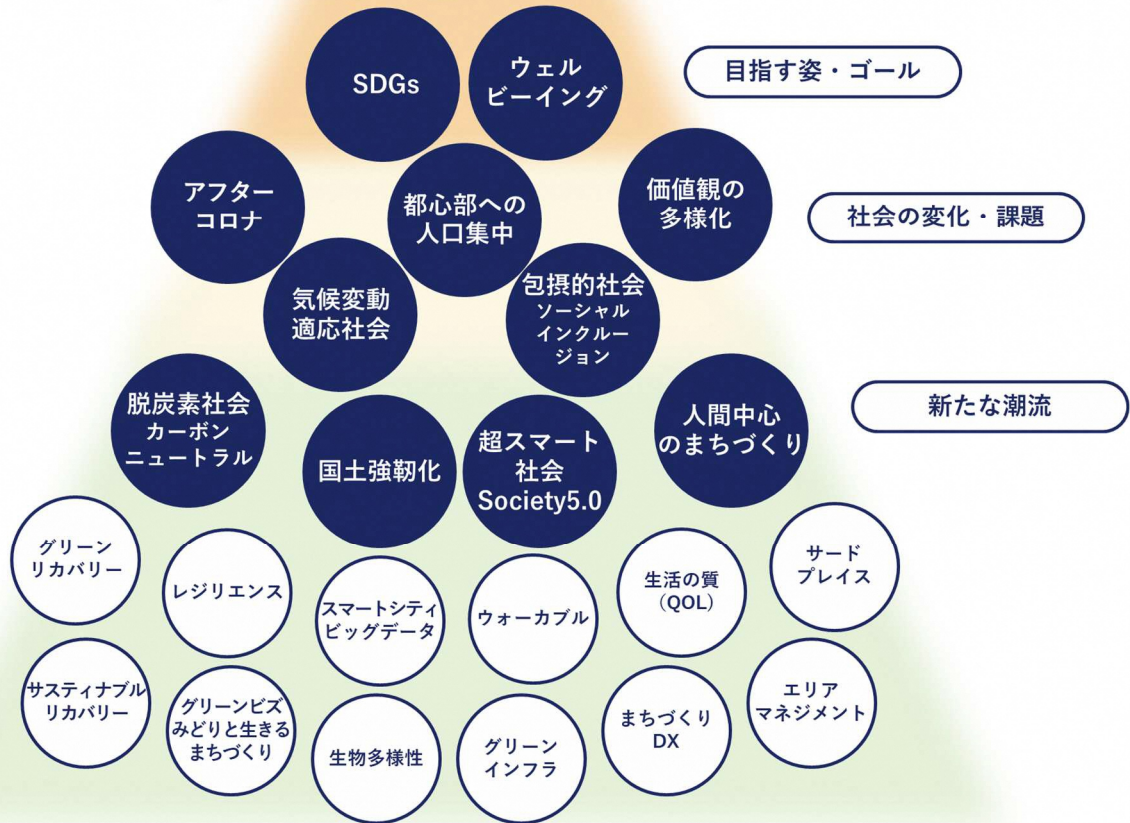 SDGs
ウェル
ビーイング
目指す姿・ゴール
アフター
コロナ
都心部への
人口集中
価値観の
多様化
社会の変化・課題
気候変動
適応社会
包摂的社会
ソーシャル
インクルー
ジョン
脱炭素社会
カーボン
ニュートラル
国土強靭化
超スマート
社会
Society5.0
人間中心
のまちづくり
新たな潮流
グリーン
リカバリー
レジリエンス
スマートシティ
ビッグデータ
ウォーカブル
生活の質
（QOL）
サード
プレイス
サスティナブル
リカバリー
グリーンビズ
みどりと生きる
まちづくり
生物多様性
グリーン
インフラ
まちづくり
DX
エリア
マネジメント